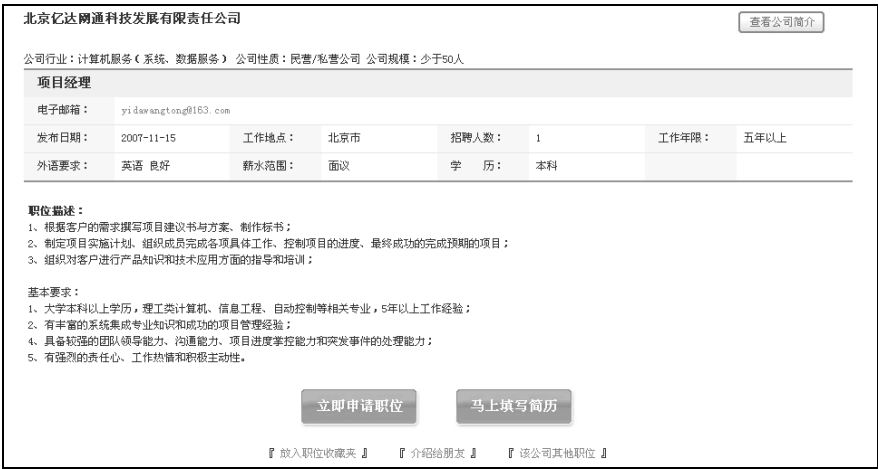 北京亿达网通科技发展有限责任公司 查看公司简介
公司行业：计算机服务（系统、数据服务） 公司性质：民营/私营公司 公司规模：少于50人
项目经理
电子邮箱： yidawangtong@163.com
发布日期： 2007-11-15 工作地点： 北京市 招聘人数： 1 工作年限： 五年以上
外语要求： 英语 良好 薪水范围： 面议 学 历： 本科
职位描述：
1、根据客户的需求撰写项目建议书与方案、制作标书；
2、制定项目实施计划、组织成员完成各项具体工作、控制项目的进度、最终成功的完成预期的项目；
3、组织对客户进行产品知识和技术应用方面的指导和培训；
基本要求：
1、大学本科以上学历，理工类计算机、信息工程、自动控制等相关专业，5年以上工作经验；
2、有丰富的系统集成专业知识和成功的项目管理经验；
4、具备较强的团队领导能力、沟通能力、项目进度掌控能力和突发事件的处理能力；
5、有强烈的责任心、工作热情和积极主动性。
立即申请职位 马上填写简历
『 放入职位收藏夹 』 『 介绍给朋友 』 『 该公司其他职位 』